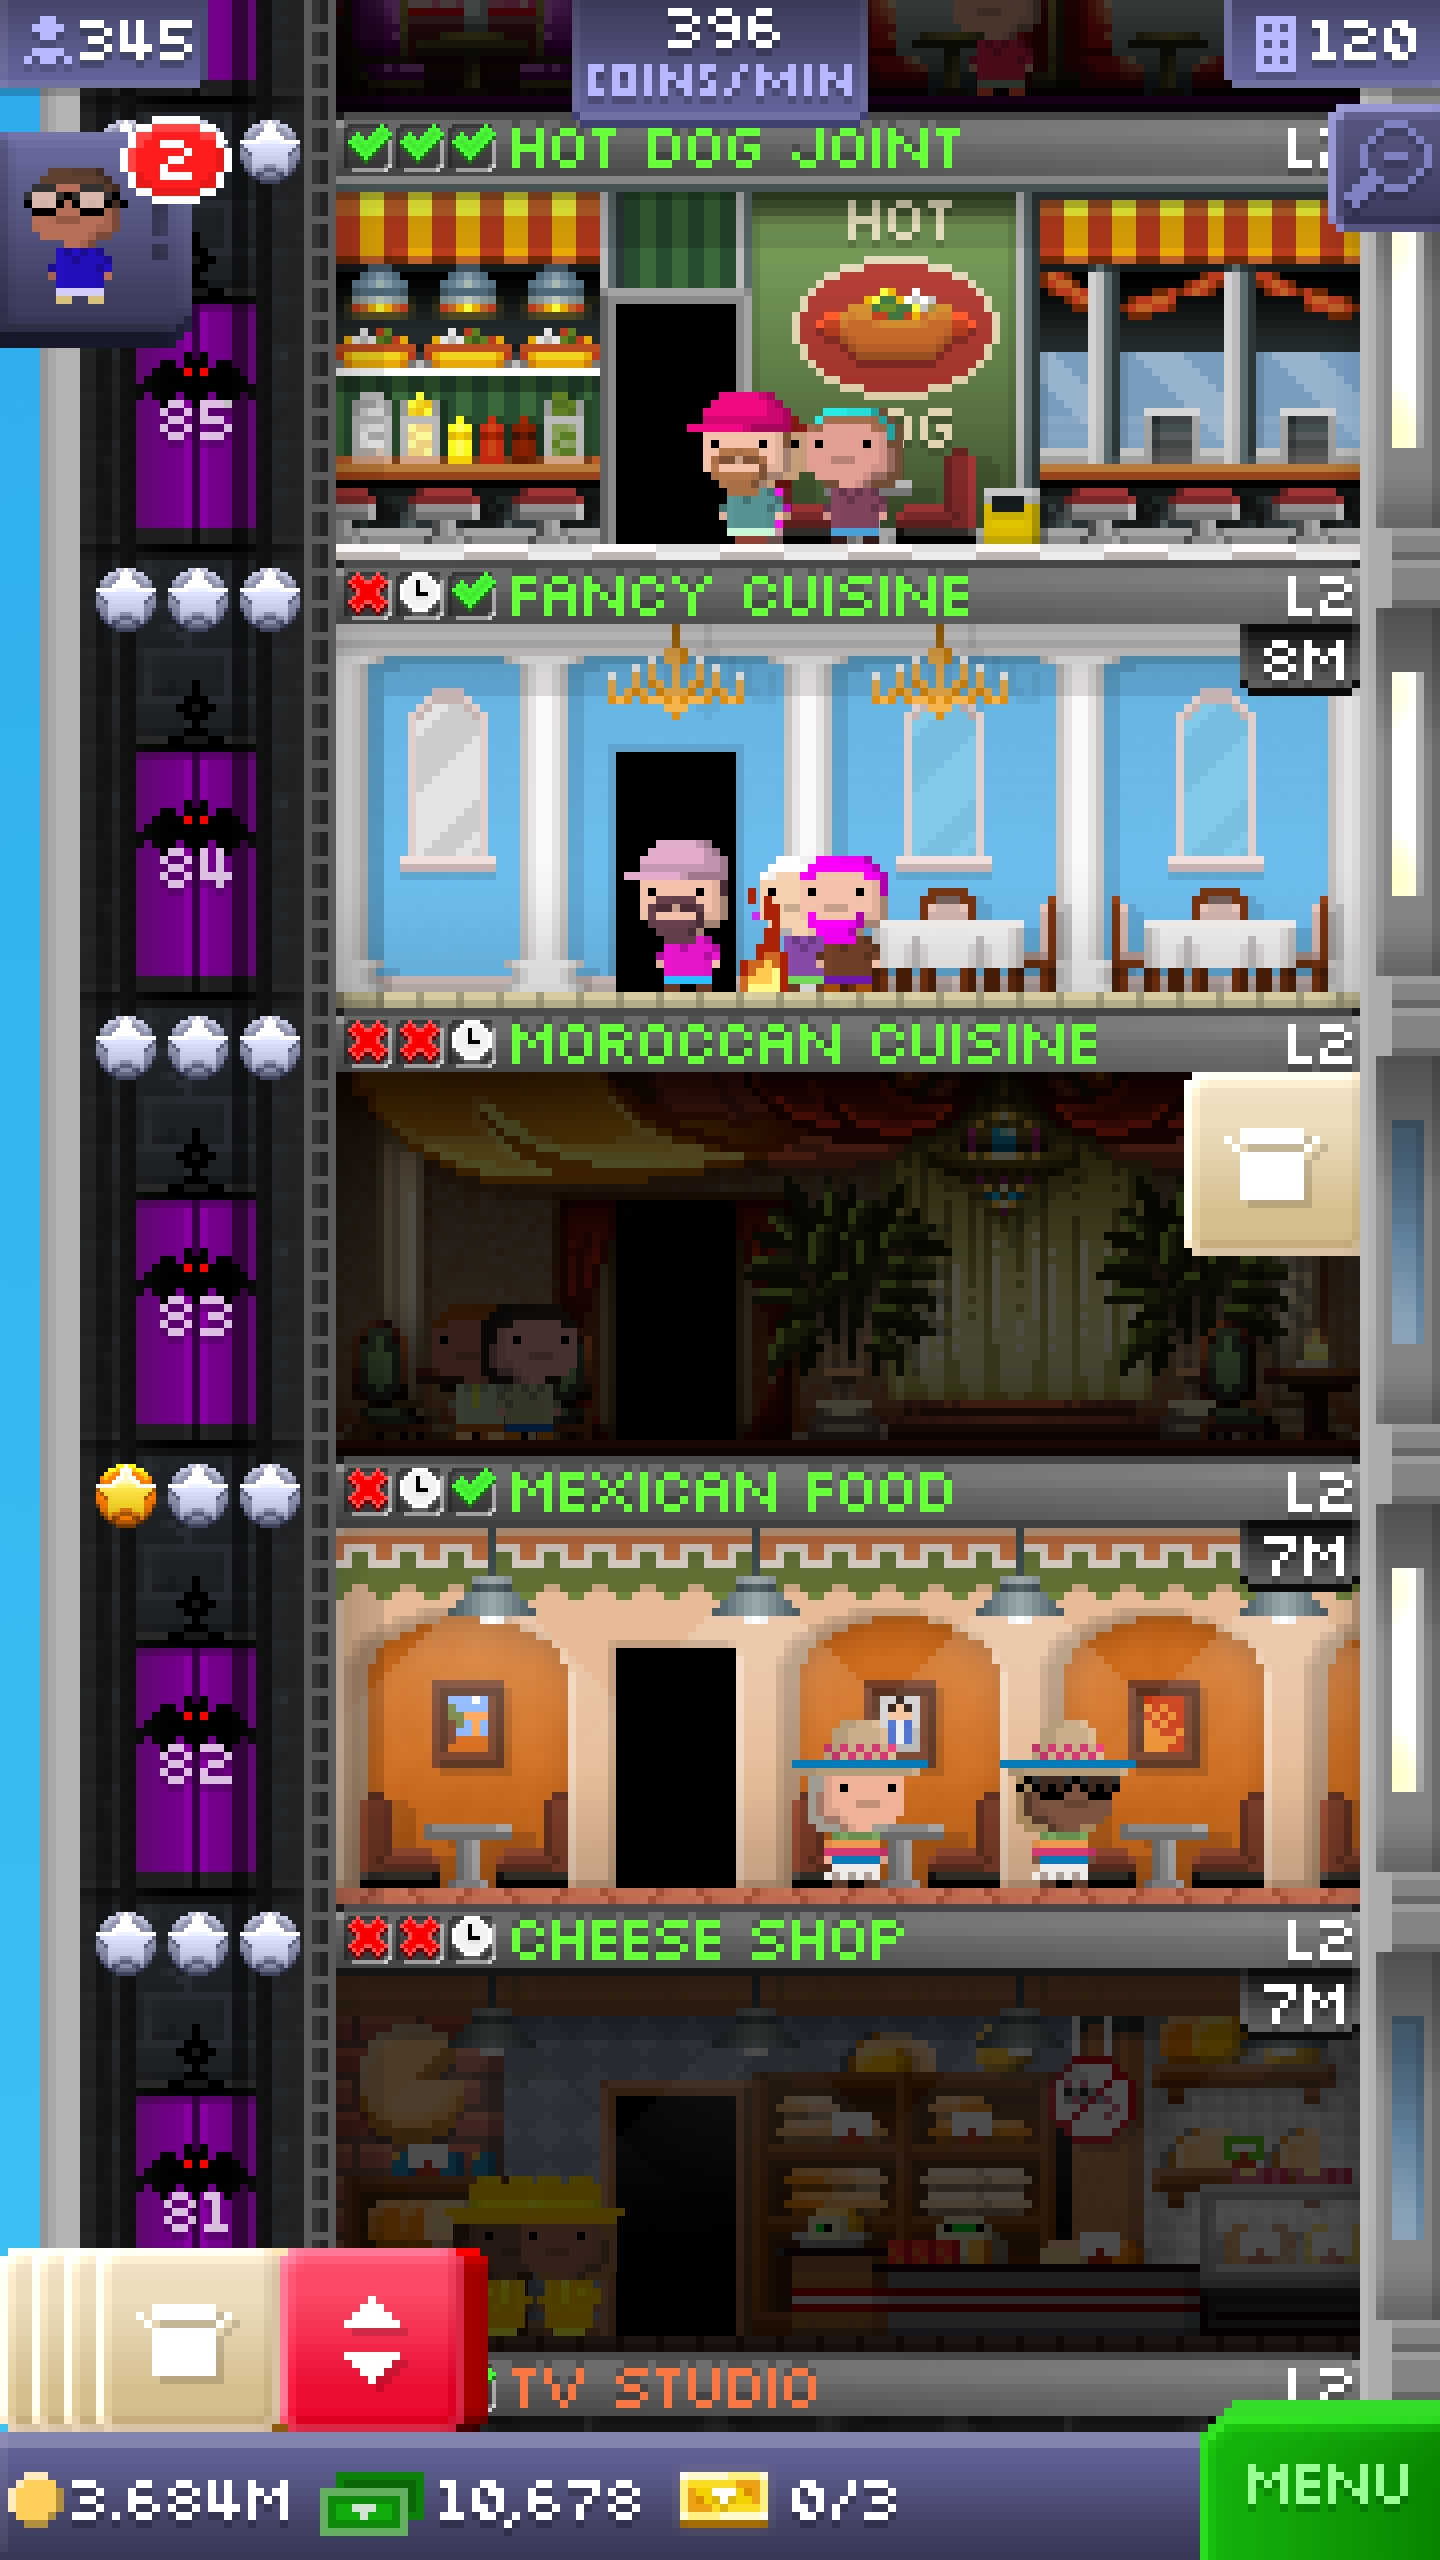 345
396
COINS/MIN
120
2
HOT DOG JOINT
HOT
85
FANCY CUISINE L2
8M
84
MOROCCAN CUISINE L2
83
MEXICAN FOOD L2
7M
82
CHEESE SHOP L2
7M
81
TV STUDIO L2
3.684M 10,678 0/3
MENU